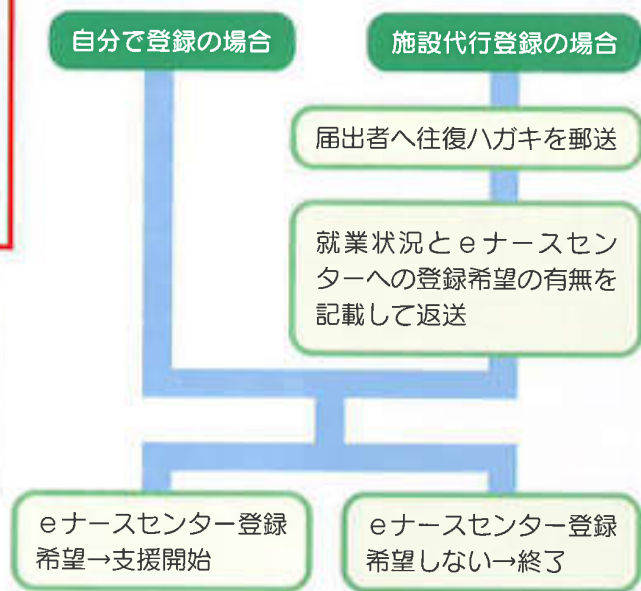 自分で登録の場合
施設代行登録の場合
届出者へ往復ハガキを郵送
就業状況とeナースセン
ターへの登録希望の有無を
記載して返送
eナースセンター登録
希望→支援開始
eナースセンター登録
希望しない→終了